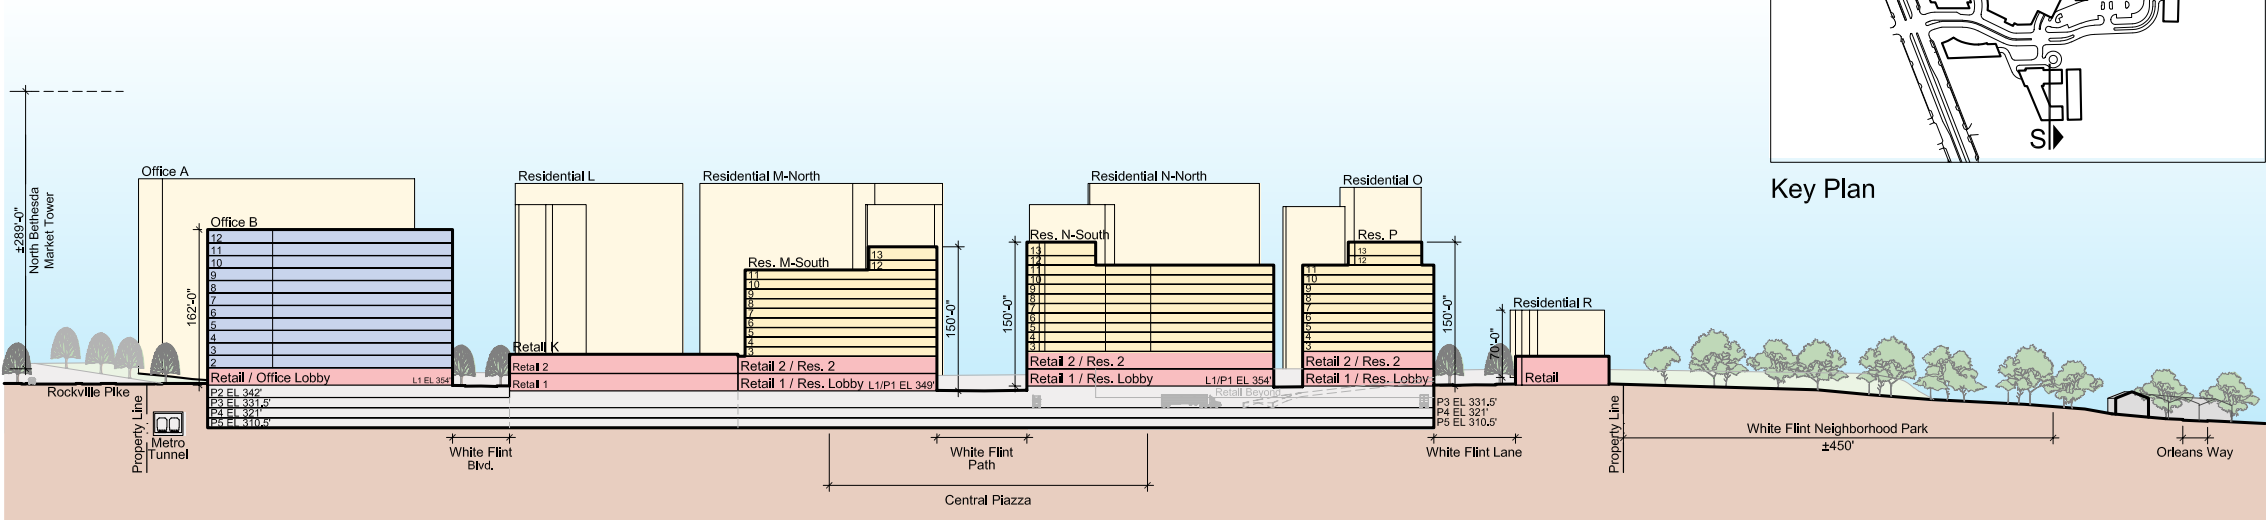 S
Key Plan
±289'-0"
North Bethesda
Market Tower
Office A
Office B
12
11
10
9
8
7
6
5
4
3
2
Retail / Office Lobby
L1 EL 354'
162'-0"
Rockville Pike
Property Line
Metro
Tunnel
P2 EL 342'
P3 EL 331.5'
P4 EL 321'
P5 EL 310.5'
White Flint
Blvd.
Residential L
Retail K
Retail 2
Retail 1
Residential M-North
Res. M-South
13
12
11
10
9
8
7
6
5
4
3
Retail 2 / Res. 2
Retail 1 / Res. Lobby
L1/P1 EL 349'
150'-0"
White Flint
Path
Central Piazza
150'-0"
Residential N-North
Res. N-South
13
12
11
10
9
8
7
6
5
4
3
Retail 2 / Res. 2
Retail 1 / Res. Lobby
L1/P1 EL 354'
Retail Beyond
Residential O
Res. P
13
12
11
10
9
8
7
6
5
4
3
Retail 2 / Res. 2
Retail 1 / Res. Lobby
150'-0"
P3 EL 331.5'
P4 EL 321'
P5 EL 310.5'
White Flint Lane
70'-0"
Residential R
Retail
Property Line
White Flint Neighborhood Park
±450'
Orleans Way